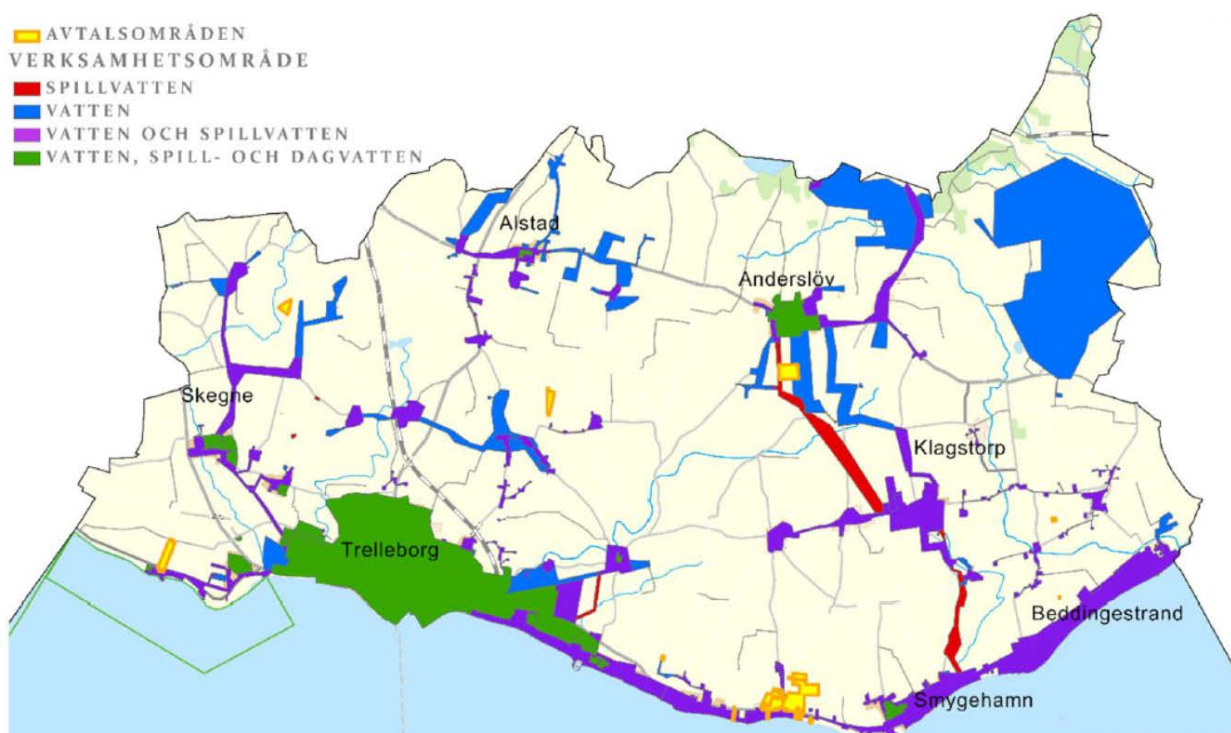 AVTALSOMRÅDEN
VERKSAMHETSOMRÅDE
SPILLVATTEN
VATTEN
VATTEN OCH SPILLVATTEN
VATTEN, SPILL- OCH DAGVATTEN
Alstad
Anderslöv
Skegne
Klagstorp
Trelleborg
Beddingestrand
Smygehamn